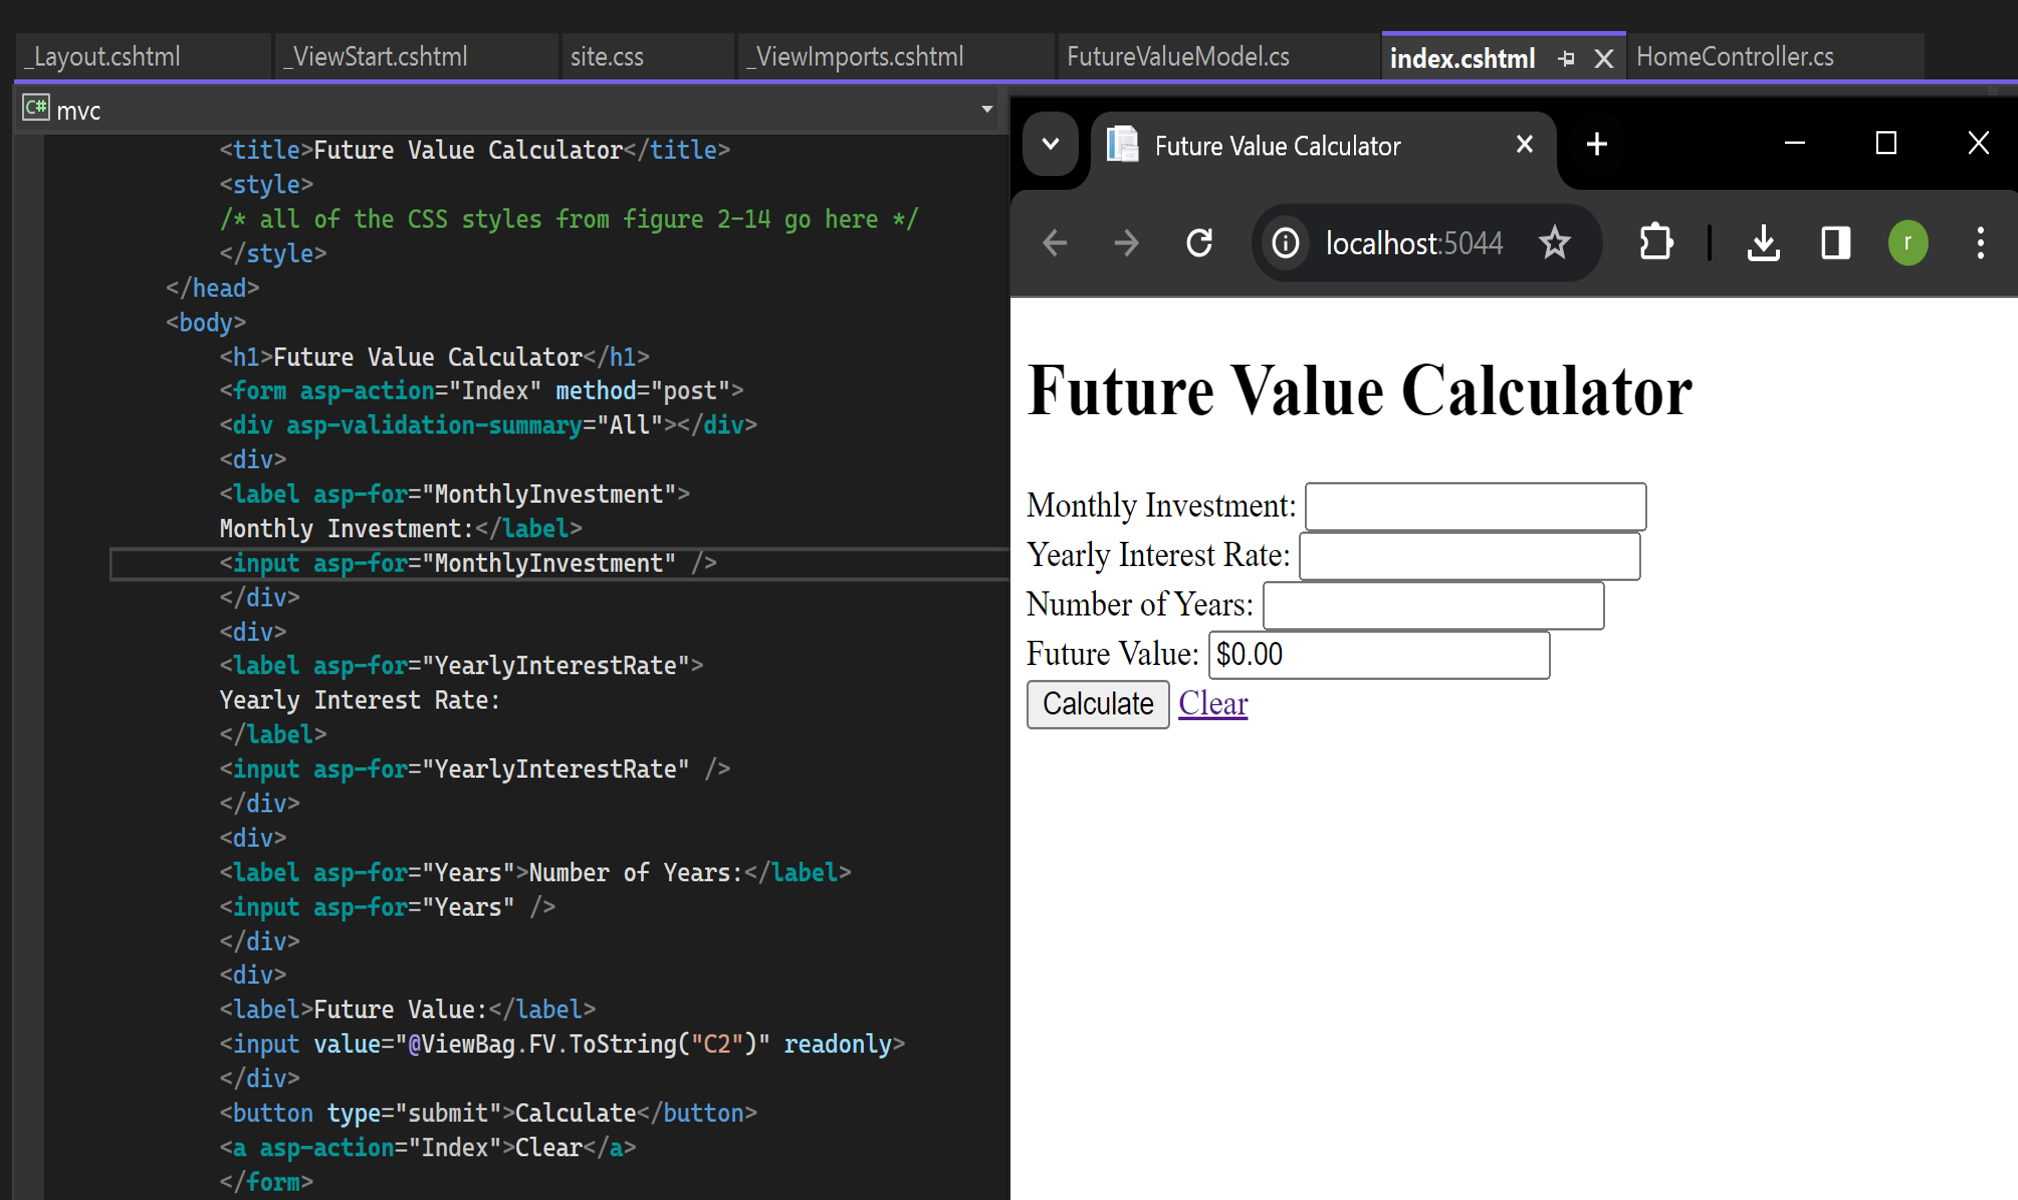 _Layout.cshtml
_ViewStart.cshtml
site.css
_ViewImports.cshtml
FutureValueModel.cs
index.cshtml
HomeController.cs
C# mvc
<title>Future Value Calculator</title>
<style>
/* all of the CSS styles from figure 2-14 go here */
</style>
</head>
<body>
<h1>Future Value Calculator</h1>
<form asp-action="Index" method="post">
<div asp-validation-summary="All"></div>
<div>
<label asp-for="MonthlyInvestment">
Monthly Investment:</label>
<input asp-for="MonthlyInvestment" />
</div>
<div>
<label asp-for="YearlyInterestRate">
Yearly Interest Rate:
</label>
<input asp-for="YearlyInterestRate" />
</div>
<div>
<label asp-for="Years">Number of Years:</label>
<input asp-for="Years" />
</div>
<div>
<label>Future Value:</label>
<input value="@ViewBag.FV.ToString("C2")" readonly>
</div>
<button type="submit">Calculate</button>
<a asp-action="Index">Clear</a>
</form>
Future Value Calculator
localhost:5044
r
Future Value Calculator
Monthly Investment:
Yearly Interest Rate:
Number of Years:
Future Value: $0.00
Calculate Clear